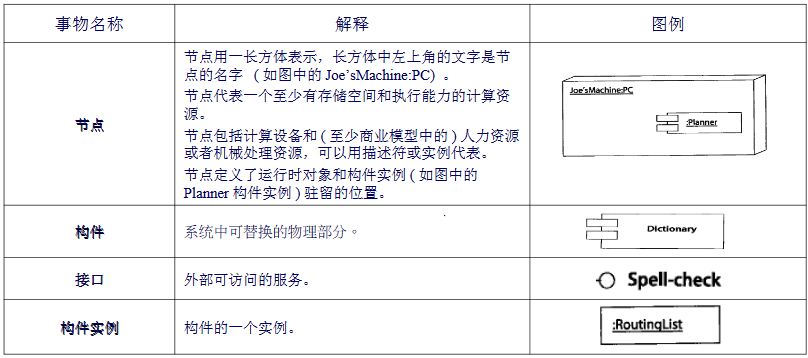 事物名称 解释 图例
节点
节点用一长方体表示，长方体中左上角的文字是节
点的名字 （如图中的Joe'sMachine:PC）。
节点代表一个至少有存储空间和执行能力的计算资
源。
节点包括计算设备和（至少商业模型中的）人力资源
或者机械处理资源，可以用描述符或实例代表。
节点定义了运行时对象和构件实例（如图中的
Planner 构件实例）驻留的位置。
Joe'sMachine:PC
:Planner
构件 系统中可替换的物理部分。 Dictionary
接口 外部可访问的服务。 Spell-check
构件实例 构件的一个实例。 :RoutingList